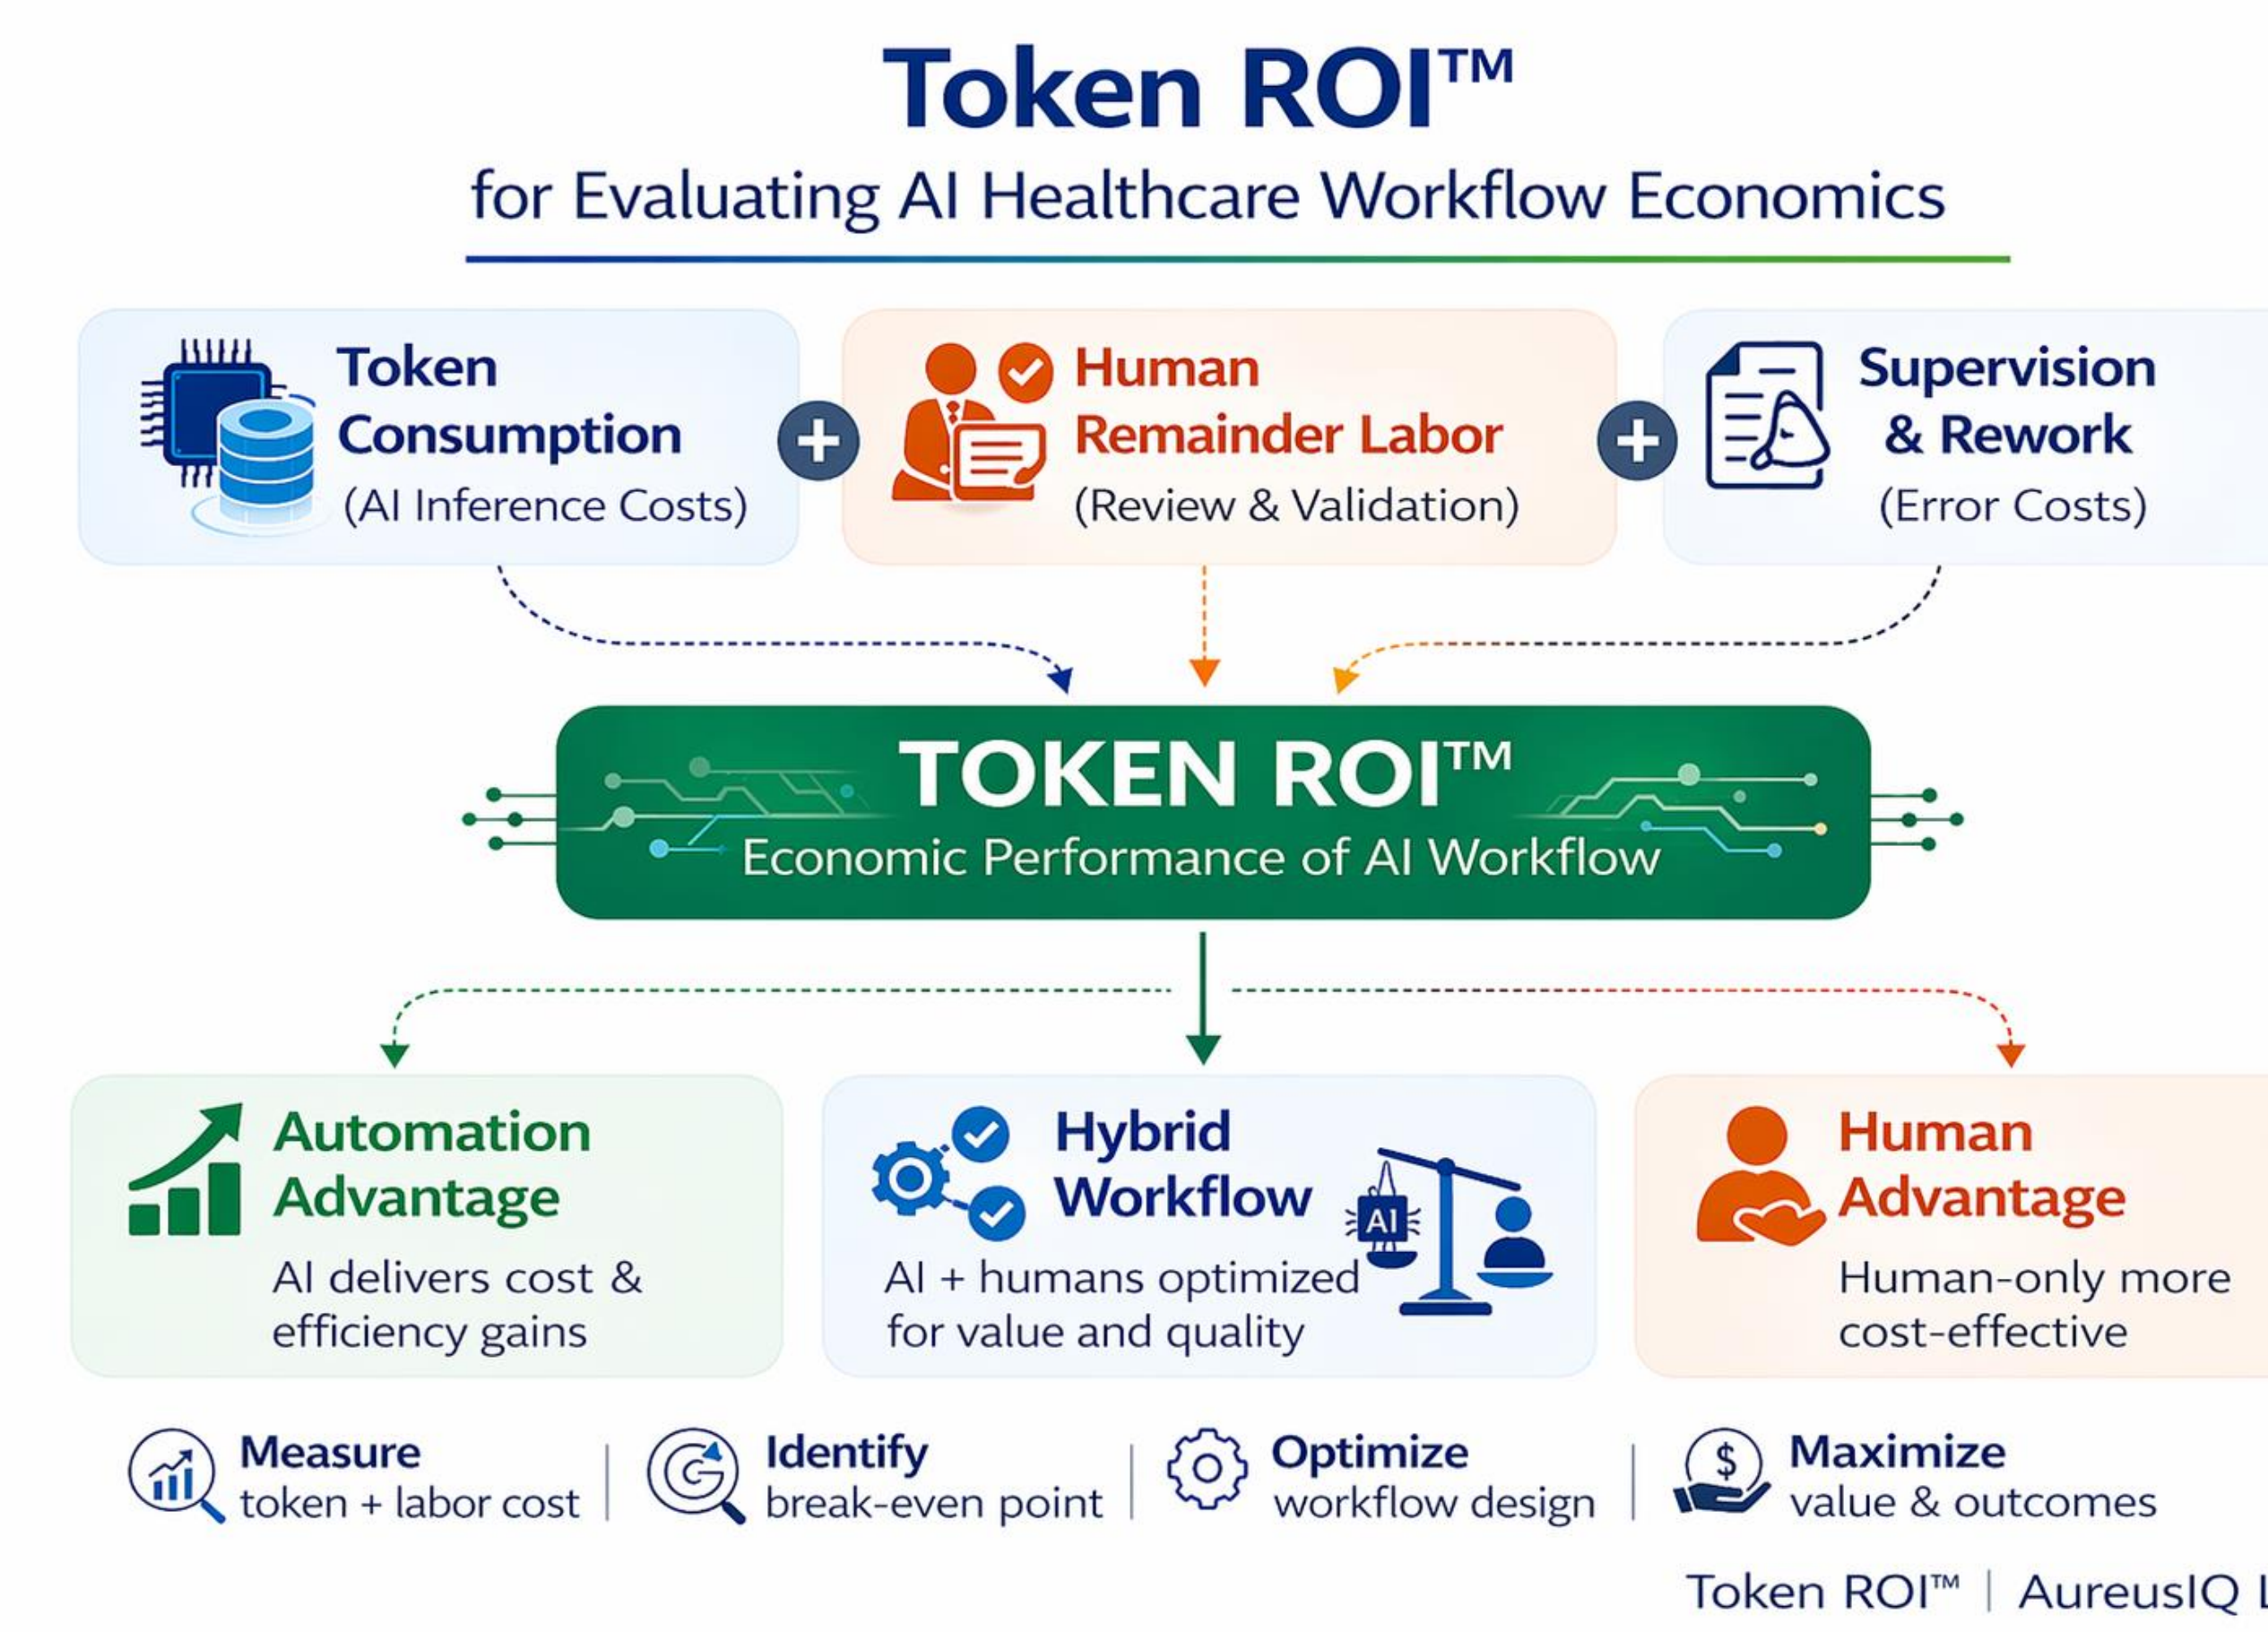 Token ROI™
for Evaluating AI Healthcare Workflow Economics
Token
Consumption
(AI Inference Costs)
+
Human
Remainder Labor
(Review & Validation)
+
Supervision
& Rework
(Error Costs)
TOKEN ROI™
Economic Performance of AI Workflow
Automation
Advantage
AI delivers cost &
efficiency gains
Hybrid
Workflow
AI + humans optimized
for value and quality
AI
Human
Advantage
Human-only more
cost-effective
Measure
token + labor cost
Identify
break-even point
Optimize
workflow design
$
Maximize
value & outcomes
Token ROI™ | AureusIQ